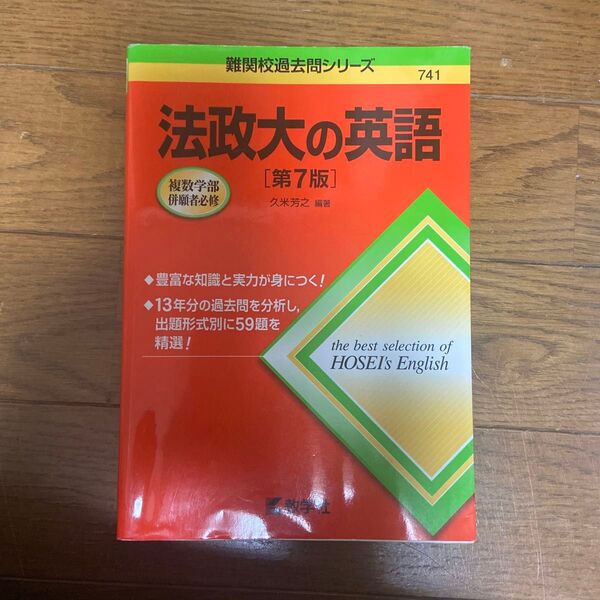 難関校過去問シリーズ
741
法政大の英語
[第7版]
複数学部
併願者必修
久米芳之 編著
◆豊富な知識と実力が身につく!
◆13年分の過去問を分析し,
出題形式別に59題を
精選!
the best selection of
HOSEI's English
教学社